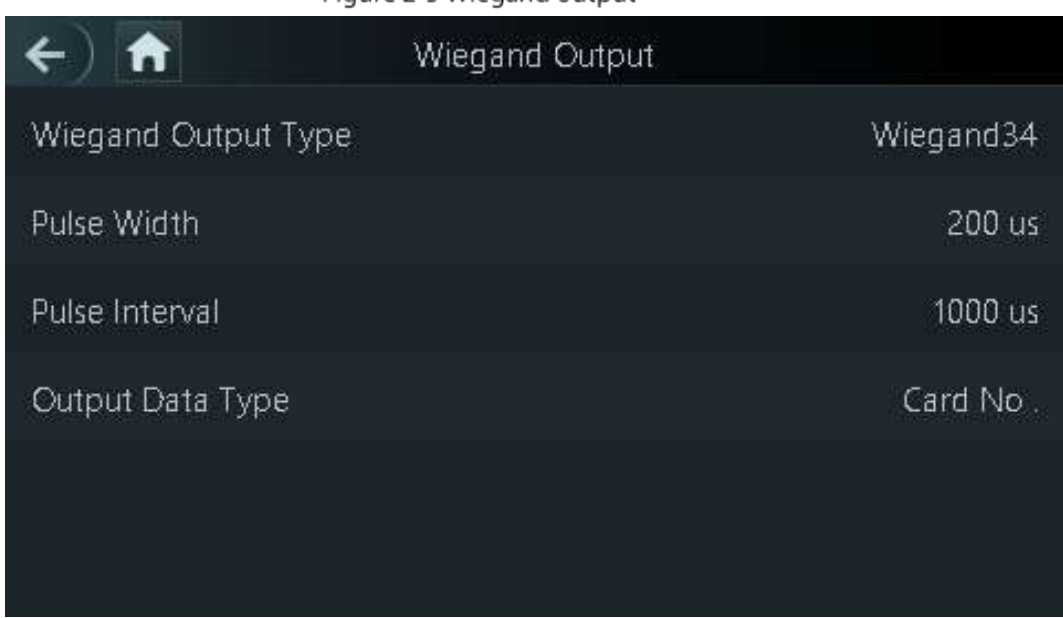 Wiegand Output
Wiegand Output Type Wiegand34
Pulse Width 200 us
Pulse Interval 1000 us
Output Data Type Card No .